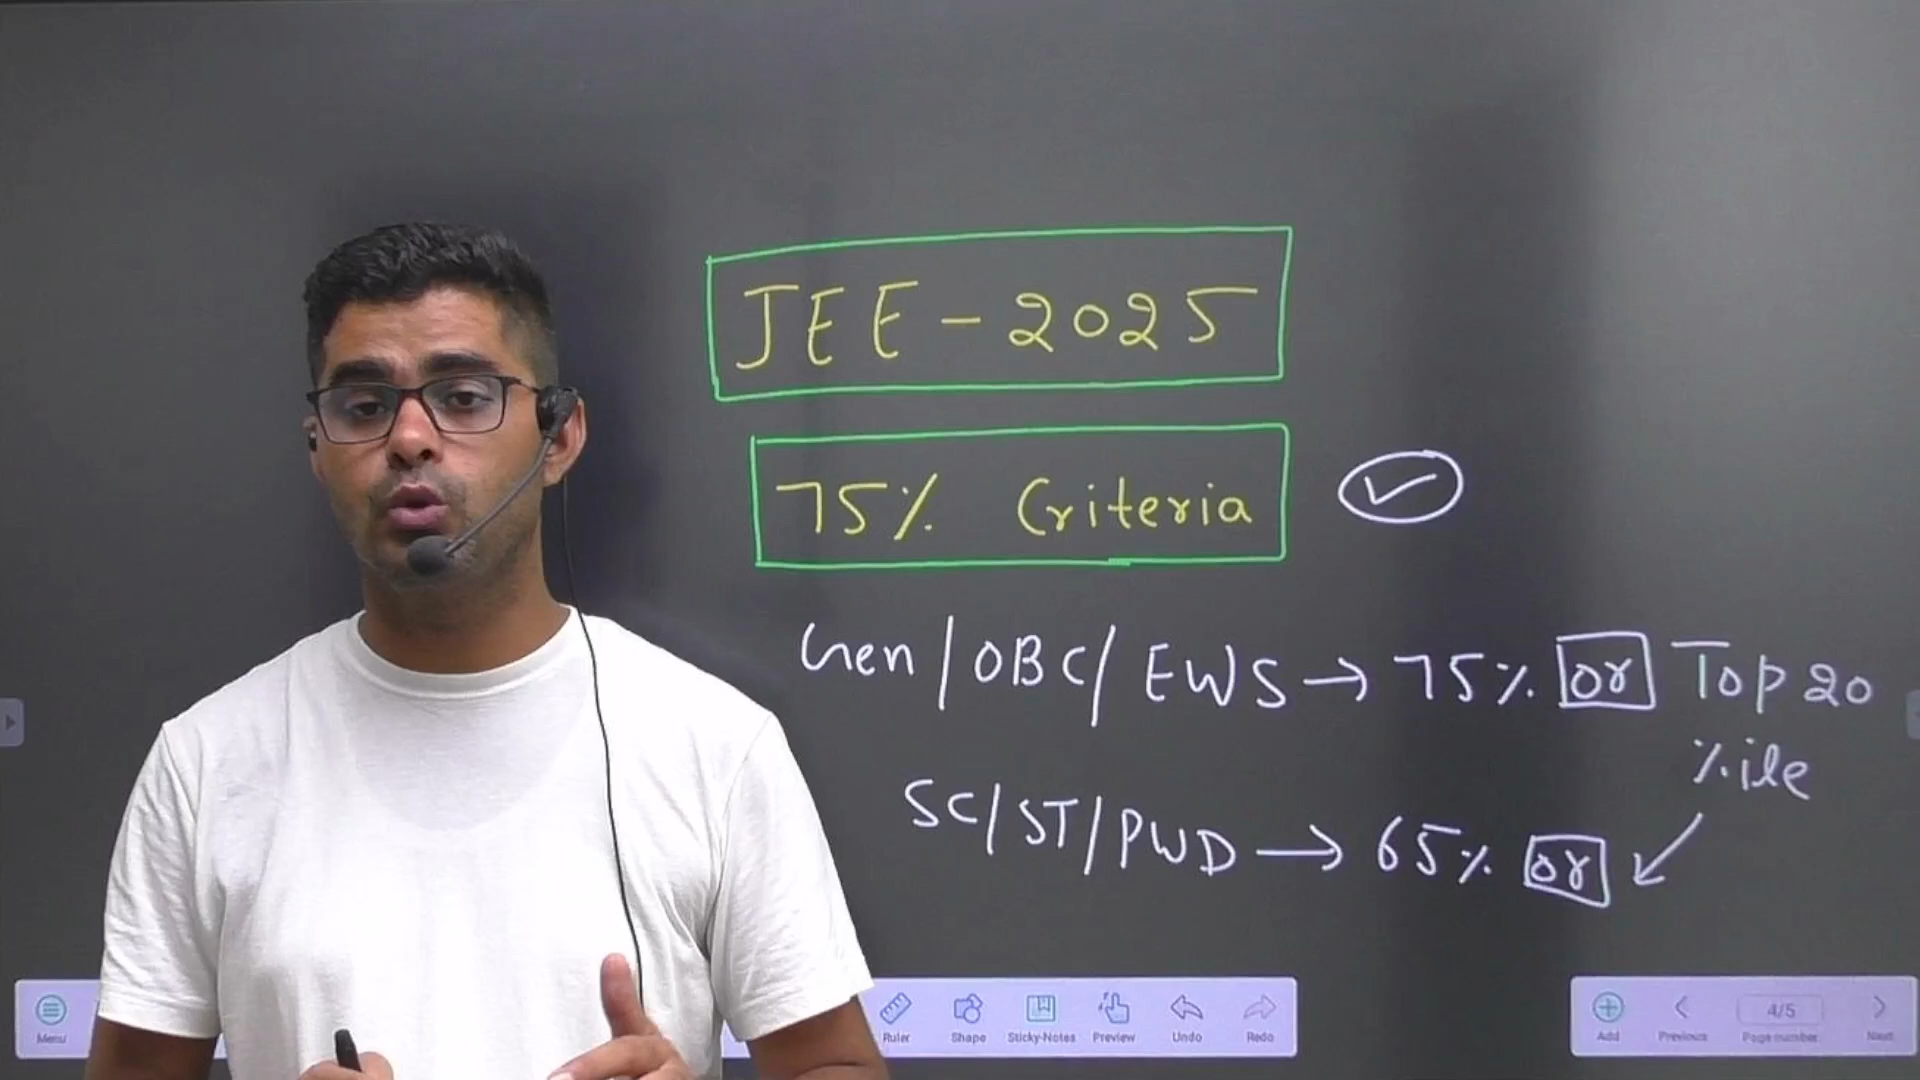 JEE - 2025
75% Criteria
Gen / OBC / EWS → 75% or Top 20
%ile
SC / ST / PWD → 65% or
Menu Ruler Shape Sticky-Notes Preview Undo Redo Add Previous 4/5 Page number Next